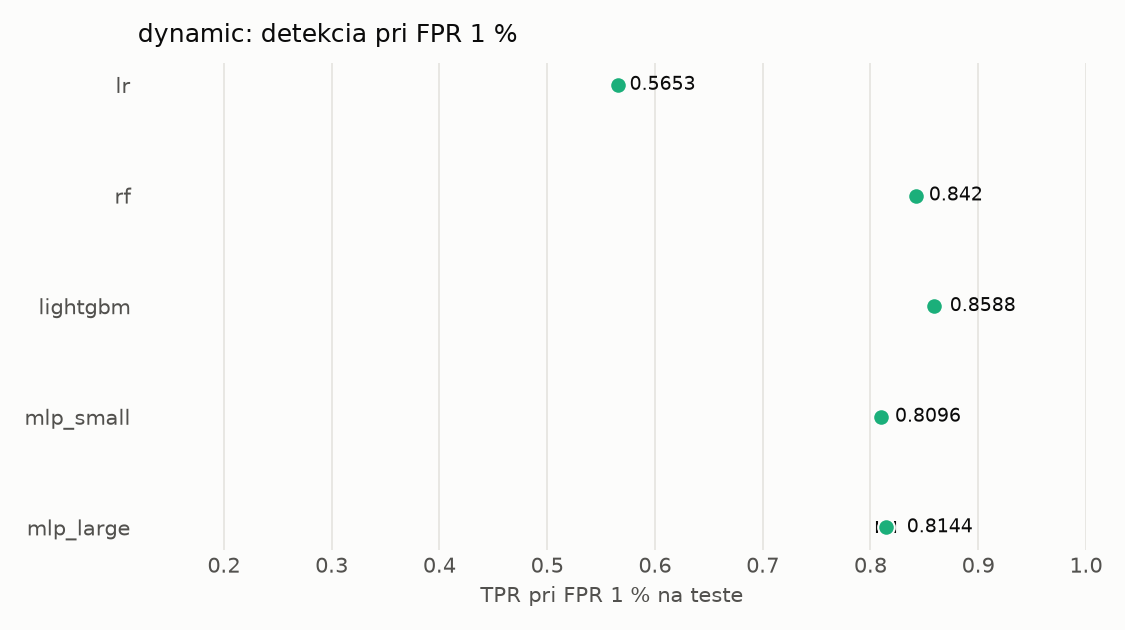 dynamic: detekcia pri FPR 1 %
lr
0.5653
rf
0.842
lightgbm
0.8588
mlp_small
0.8096
mlp_large
0.8144
0.2 0.3 0.4 0.5 0.6 0.7 0.8 0.9 1.0
TPR pri FPR 1 % na teste